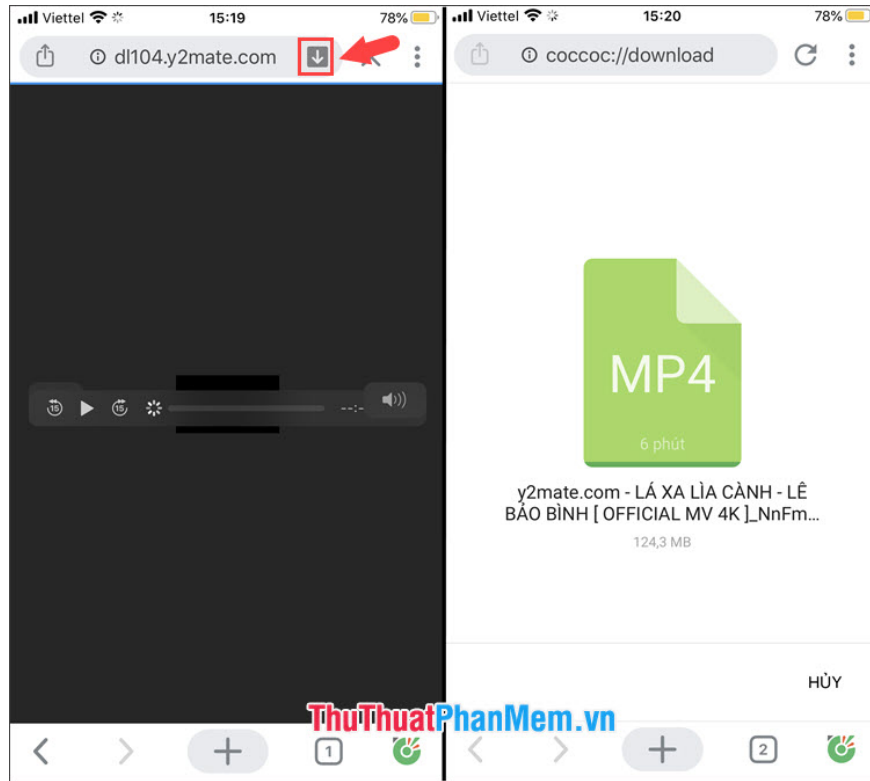 Viettel 15:19 78%
dl104.y2mate.com
15 15 --:-
1
Viettel 15:20 78%
coccoc://download
MP4
6 phút
y2mate.com - LÁ XA LÌA CÀNH - LÊ
BẢO BÌNH [ OFFICIAL MV 4K ]_NnFm...
124,3 MB
HỦY
2
ThuThuatPhanMem.vn